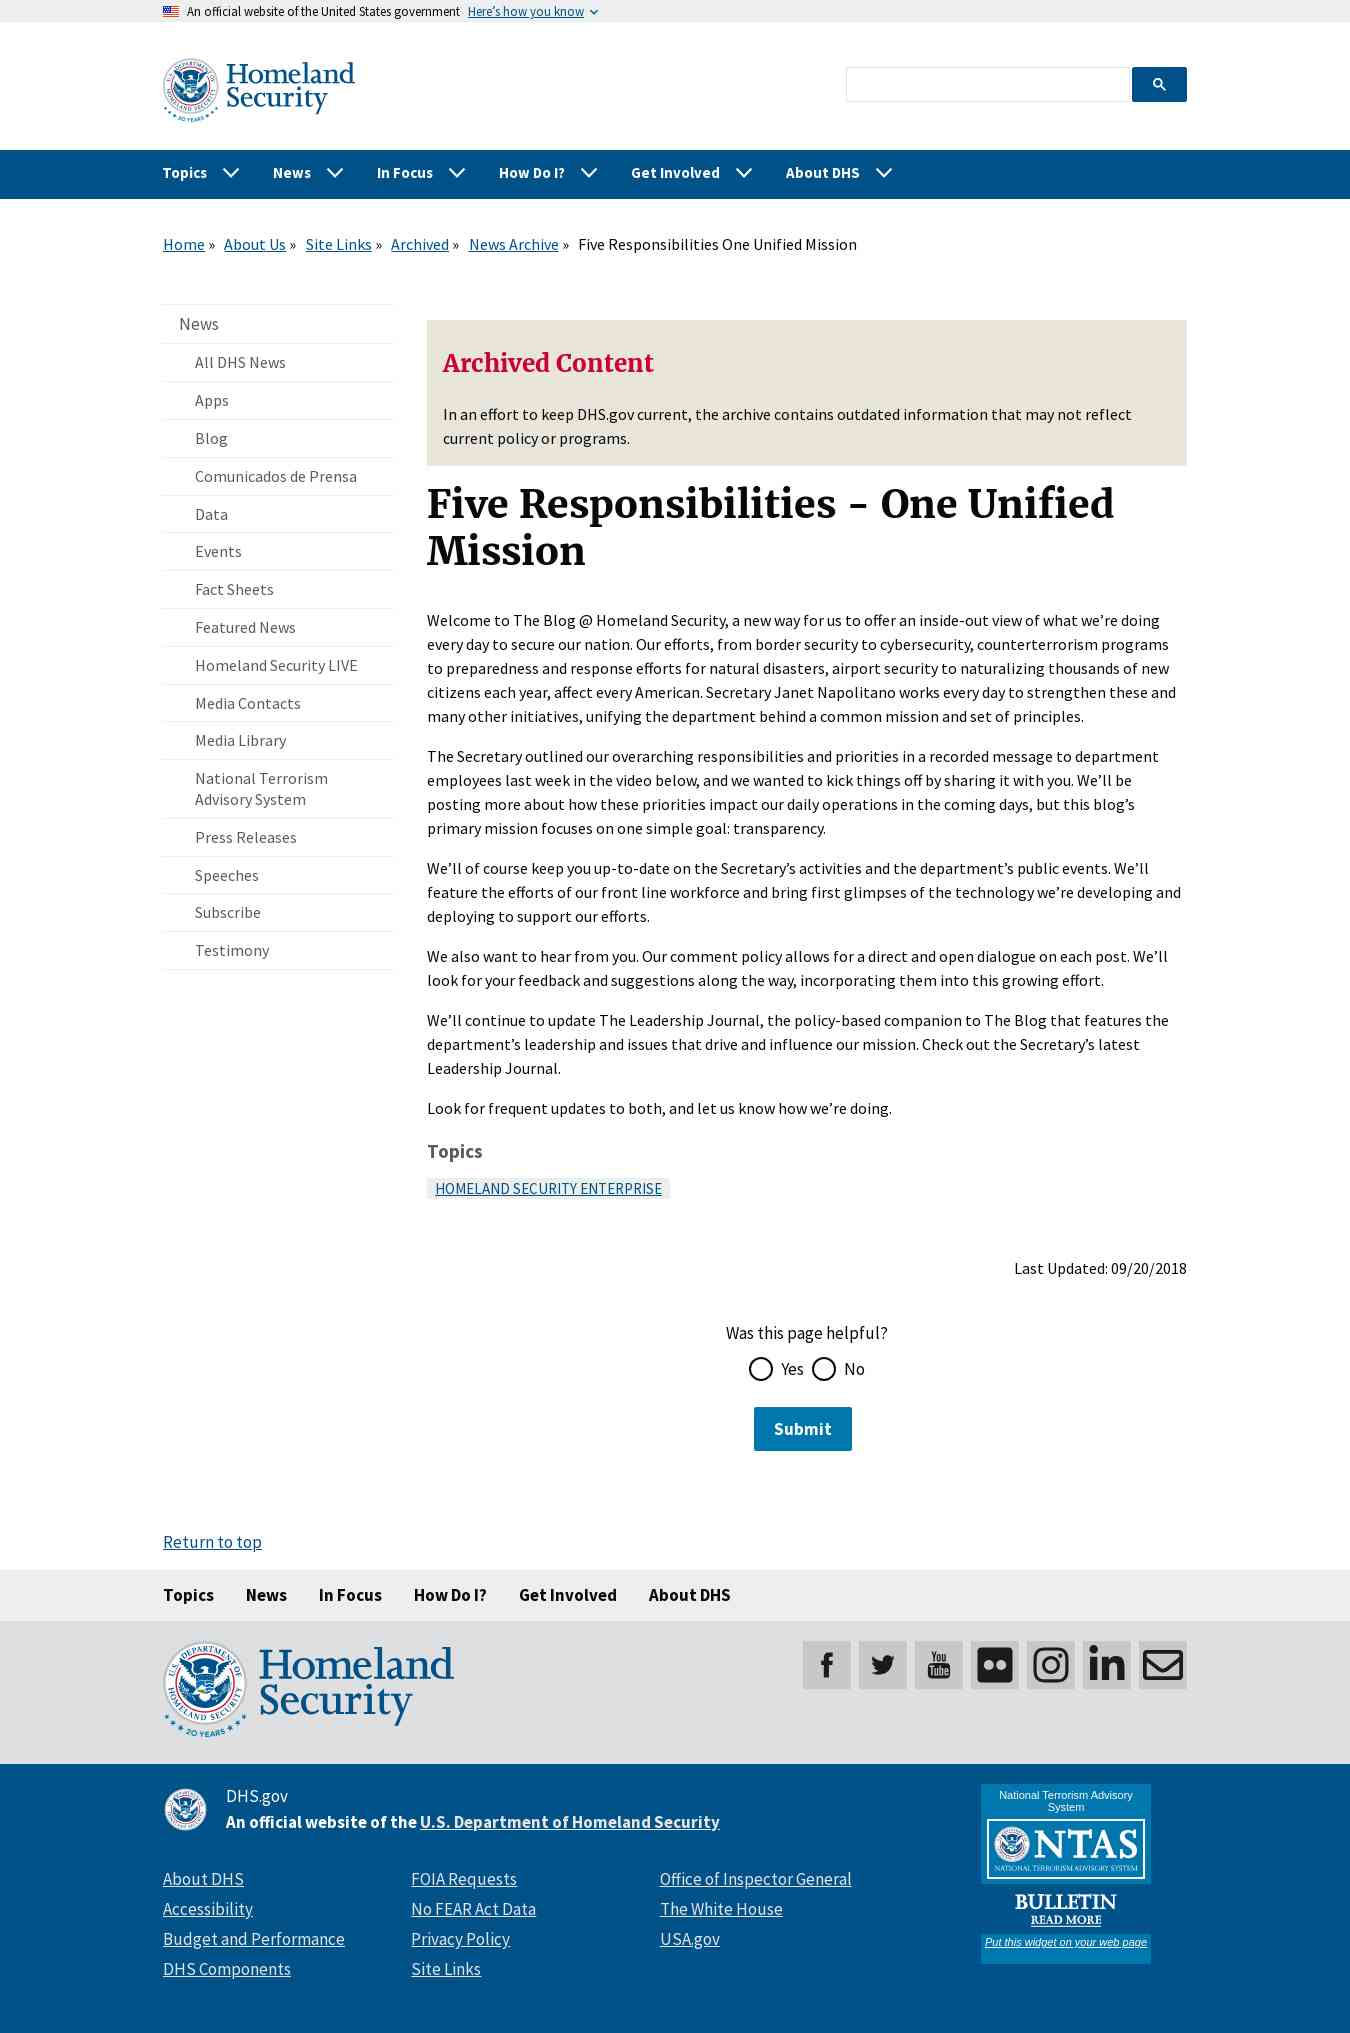 An official website of the United States government Here’s how you know
Homeland
Security
20 YEARS
Topics News In Focus How Do I? Get Involved About DHS
Home » About Us » Site Links » Archived » News Archive » Five Responsibilities One Unified Mission
News
All DHS News
Apps
Blog
Comunicados de Prensa
Data
Events
Fact Sheets
Featured News
Homeland Security LIVE
Media Contacts
Media Library
National Terrorism
Advisory System
Press Releases
Speeches
Subscribe
Testimony
Archived Content
In an effort to keep DHS.gov current, the archive contains outdated information that may not reflect
current policy or programs.
Five Responsibilities - One Unified
Mission
Welcome to The Blog @ Homeland Security, a new way for us to offer an inside-out view of what we’re doing
every day to secure our nation. Our efforts, from border security to cybersecurity, counterterrorism programs
to preparedness and response efforts for natural disasters, airport security to naturalizing thousands of new
citizens each year, affect every American. Secretary Janet Napolitano works every day to strengthen these and
many other initiatives, unifying the department behind a common mission and set of principles.
The Secretary outlined our overarching responsibilities and priorities in a recorded message to department
employees last week in the video below, and we wanted to kick things off by sharing it with you. We’ll be
posting more about how these priorities impact our daily operations in the coming days, but this blog’s
primary mission focuses on one simple goal: transparency.
We’ll of course keep you up-to-date on the Secretary’s activities and the department’s public events. We’ll
feature the efforts of our front line workforce and bring first glimpses of the technology we’re developing and
deploying to support our efforts.
We also want to hear from you. Our comment policy allows for a direct and open dialogue on each post. We’ll
look for your feedback and suggestions along the way, incorporating them into this growing effort.
We’ll continue to update The Leadership Journal, the policy-based companion to The Blog that features the
department’s leadership and issues that drive and influence our mission. Check out the Secretary’s latest
Leadership Journal.
Look for frequent updates to both, and let us know how we’re doing.
Topics
HOMELAND SECURITY ENTERPRISE
Last Updated: 09/20/2018
Was this page helpful?
Yes No
Submit
Return to top
Topics News In Focus How Do I? Get Involved About DHS
U.S. DEPARTMENT OF HOMELAND SECURITY
20 YEARS
Homeland
Security
You Tube
in
DHS.gov
An official website of the U.S. Department of Homeland Security
About DHS
Accessibility
Budget and Performance
DHS Components
FOIA Requests
No FEAR Act Data
Privacy Policy
Site Links
Office of Inspector General
The White House
USA.gov
National Terrorism Advisory
System
NTAS
NATIONAL TERRORISM ADVISORY SYSTEM
BULLETIN
READ MORE
Put this widget on your web page